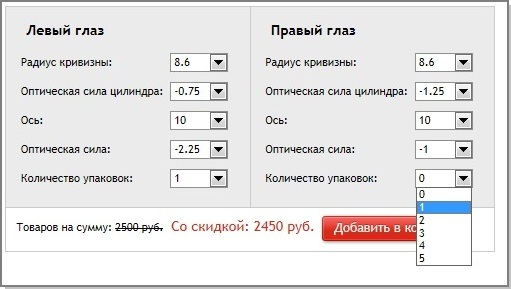 Левый глаз
Радиус кривизны: 8.6
Оптическая сила цилиндра: -0.75
Ось: 10
Оптическая сила: -2.25
Количество упаковок: 1
Правый глаз
Радиус кривизны: 8.6
Оптическая сила цилиндра: -1.25
Ось: 10
Оптическая сила: -1
Количество упаковок: 0
0
1
2
3
4
5
Товаров на сумму: 2500 руб. Со скидкой: 2450 руб. Добавить в ко